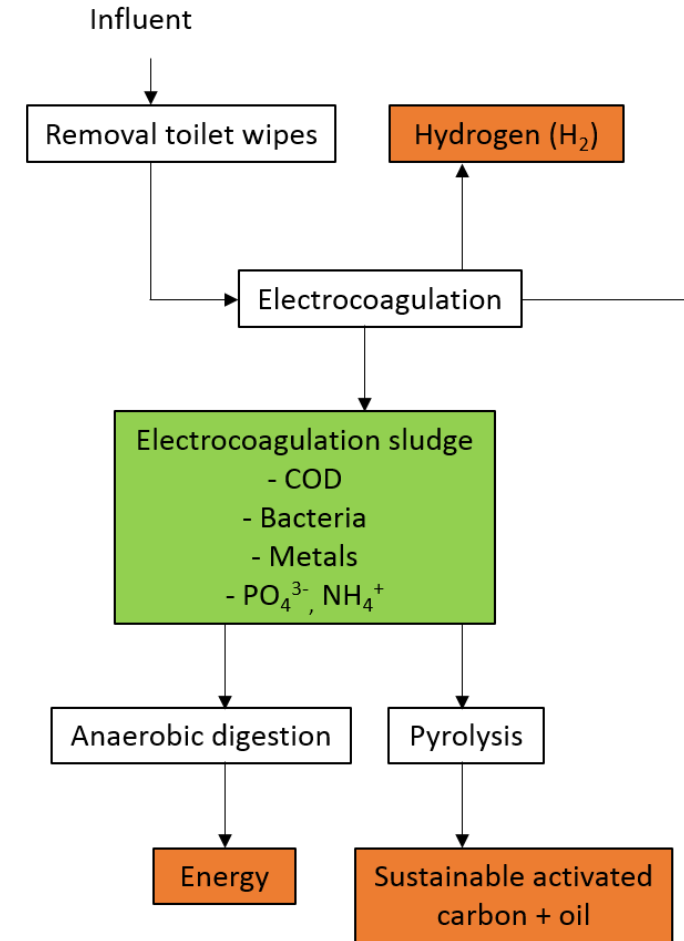 Influent
Removal toilet wipes
Hydrogen (H₂)
Electrocoagulation
Electrocoagulation sludge
- COD
- Bacteria
- Metals
- PO₄³⁻, NH₄⁺
Anaerobic digestion
Pyrolysis
Energy
Sustainable activated
carbon + oil